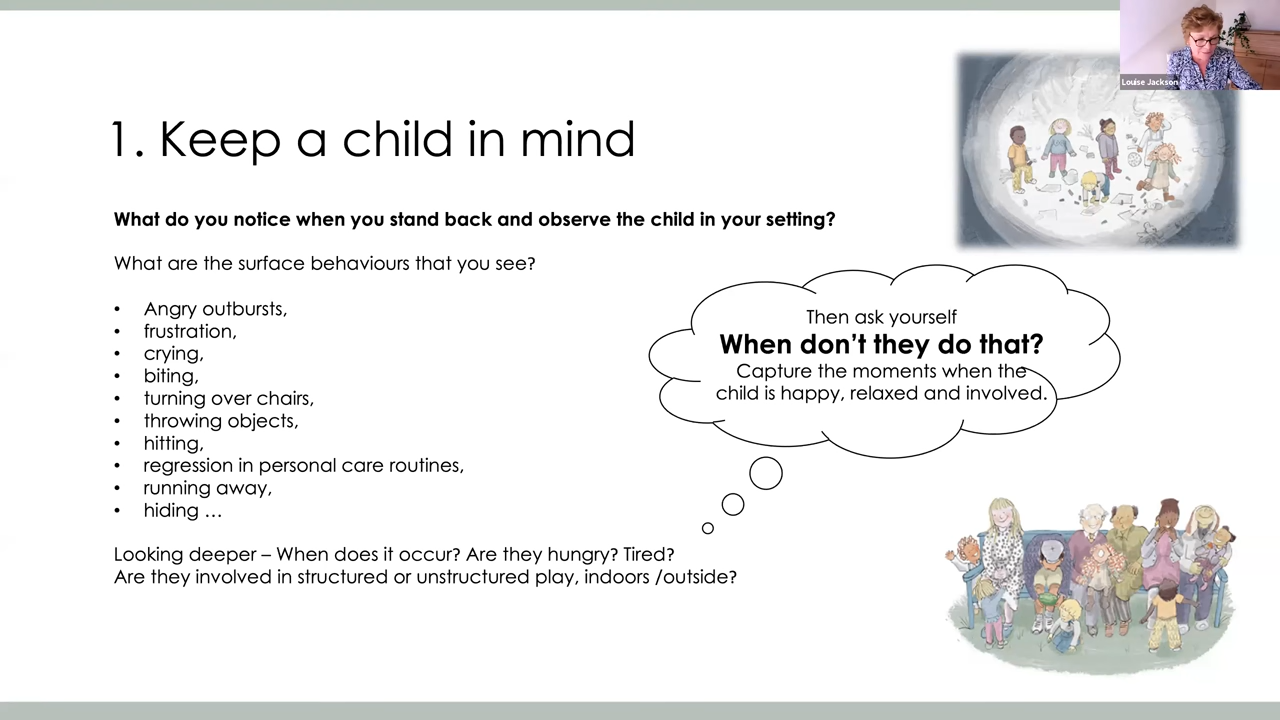 Louise Jackson
1. Keep a child in mind
What do you notice when you stand back and observe the child in your setting?
What are the surface behaviours that you see?
• Angry outbursts,
• frustration,
• crying,
• biting,
• turning over chairs,
• throwing objects,
• hitting,
• regression in personal care routines,
• running away,
• hiding …
Looking deeper – When does it occur? Are they hungry? Tired?
Are they involved in structured or unstructured play, indoors /outside?
Then ask yourself
When don’t they do that?
Capture the moments when the
child is happy, relaxed and involved.